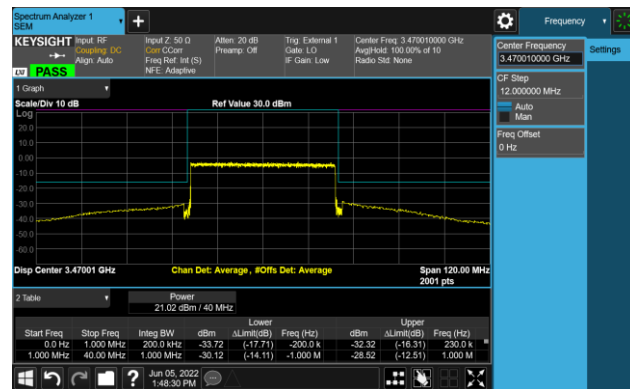 Spectrum Analyzer 1
SEM
+
Frequency
KEYSIGHT
Input: RF
Coupling: DC
Align: Auto
Input Z: 50 Ω
Corr CCorr
Freq Ref: Int (S)
NFE: Adaptive
Atten: 20 dB
Preamp: Off
Trig: External 1
Gate: LO
IF Gain: Low
Center Freq: 3.470010000 GHz
Avg|Hold: 100.00% of 10
Radio Std: None
LXI PASS
Center Frequency
3.470010000 GHz
Settings
CF Step
12.000000 MHz
Auto
Man
Freq Offset
0 Hz
1 Graph
Scale/Div 10 dB
Ref Value 30.0 dBm
Log
20.0
10.0
0.00
-10.0
-20.0
-30.0
-40.0
-50.0
-60.0
Disp Center 3.47001 GHz
Chan Det: Average , #Offs Det: Average
Span 120.00 MHz
2001 pts
2 Table
Power
21.02 dBm / 40 MHz
Lower Upper
Start Freq Stop Freq Integ BW dBm ΔLimit(dB) Freq (Hz) dBm ΔLimit(dB) Freq (Hz)
0.0 Hz 1.000 MHz 200.0 kHz -33.72 (-17.71) -200.0 k -32.32 (-16.31) 230.0 k
1.000 MHz 40.00 MHz 1.000 MHz -30.12 (-14.11) -1.000 M -28.52 (-12.51) 1.000 M
?
Jun 05, 2022
1:48:30 PM